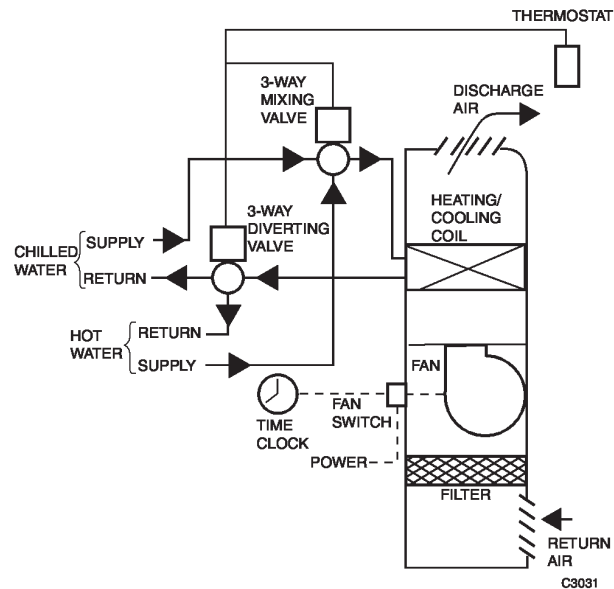 THERMOSTAT
3-WAY
MIXING
VALVE
DISCHARGE
AIR
HEATING/
COOLING
COIL
3-WAY
DIVERTING
VALVE
CHILLED
WATER
SUPPLY
RETURN
HOT
WATER
RETURN
SUPPLY
FAN
TIME
CLOCK
FAN
SWITCH
POWER
FILTER
RETURN
AIR
C3031